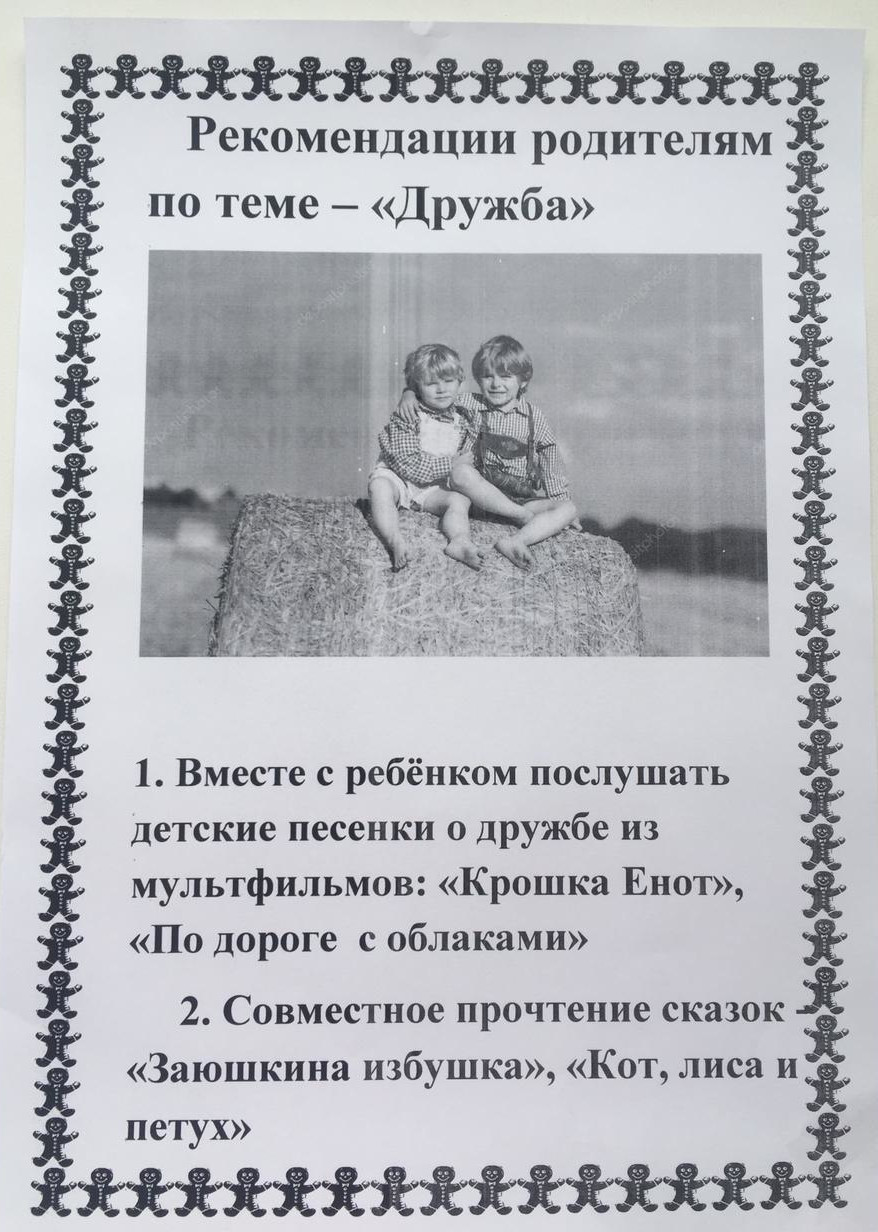 Рекомендации родителям
по теме – «Дружба»
1. Вместе с ребёнком послушать
детские песенки о дружбе из
мультфильмов: «Крошка Енот»,
«По дороге с облаками»
2. Совместное прочтение сказок -
«Заюшкина избушка», «Кот, лиса и
петух»